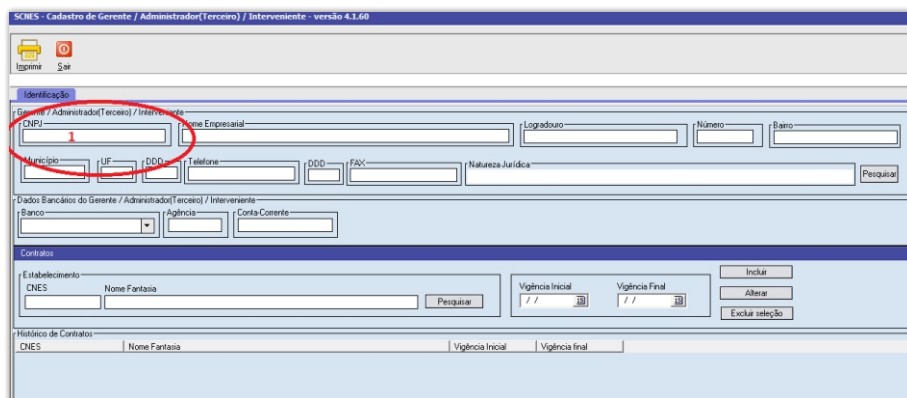 SCNES - Cadastro de Gerente / Administrador(Terceiro) / Interveniente - versão 4.1.60
Imprimir Sair
Identificação
Gerente / Administrador(Terceiro) / Interveniente
CNPJ Nome Empresarial Logradouro Número Bairro
1
Município UF DDD Telefone DDD FAX Natureza Jurídica
Pesquisar
Dados Bancários do Gerente / Administrador(Terceiro) / Interveniente
Banco Agência Conta-Corrente
Contratos
Estabelecimento
CNES Nome Fantasia Vigência Inicial Vigência Final Incluir
Pesquisar / / 15 / / 15 Alterar
Excluir seleção
Histórico de Contratos
CNES Nome Fantasia Vigência Inicial Vigência final